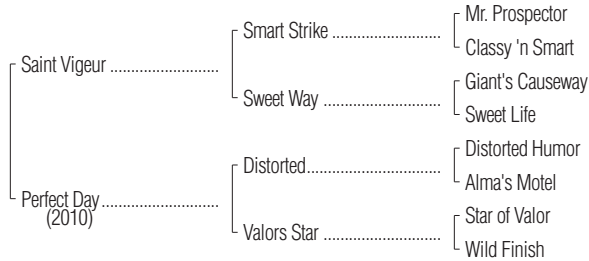 Mr. Prospector
Smart Strike ....................
Classy 'n Smart
Saint Vigeur ....................
Giant's Causeway
Sweet Way ....................
Sweet Life
Distorted Humor
Distorted.........................
Alma's Motel
Perfect Day......................
(2010)
Star of Valor
Valors Star .....................
Wild Finish